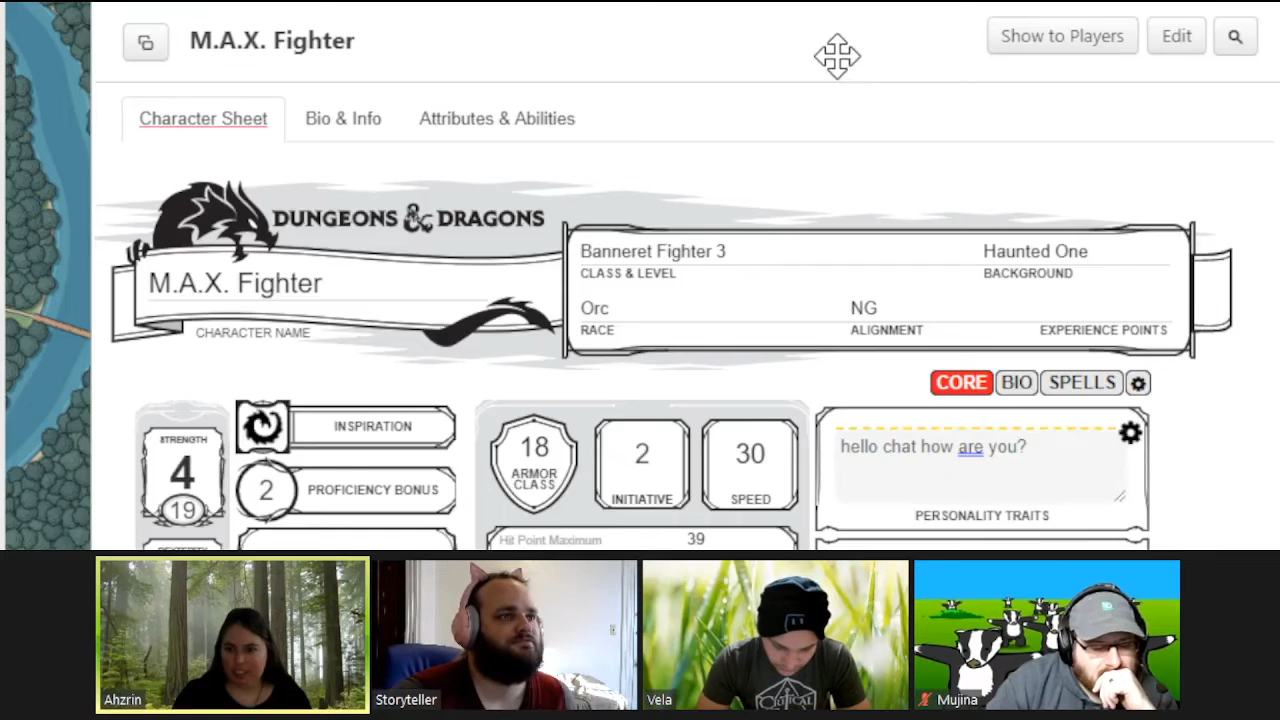 M.A.X. Fighter
Show to Players
Edit
Character Sheet
Bio & Info
Attributes & Abilities
DUNGEONS & DRAGONS
M.A.X. Fighter
CHARACTER NAME
Banneret Fighter 3
Haunted One
CLASS & LEVEL
BACKGROUND
Orc
NG
RACE
ALIGNMENT
EXPERIENCE POINTS
CORE
BIO
SPELLS
STRENGTH
4
19
INSPIRATION
2
PROFICIENCY BONUS
18
ARMOR
CLASS
2
INITIATIVE
30
SPEED
Hit Point Maximum
39
hello chat how are you?
PERSONALITY TRAITS
Ahzrin
Storyteller
Vela
Mujina